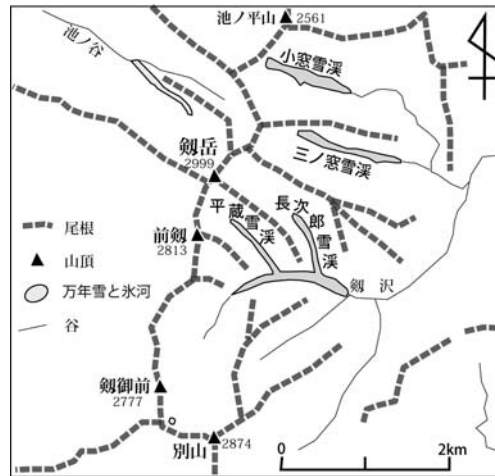 池ノ平山 2561
池ノ谷
小窓雪渓
三ノ窓雪渓
剱岳
2999
平蔵雪渓
長次郎雪渓
前剱
2813
剱沢
尾根
山頂
万年雪と氷河
谷
剱御前
2777
別山 2874
0 2km